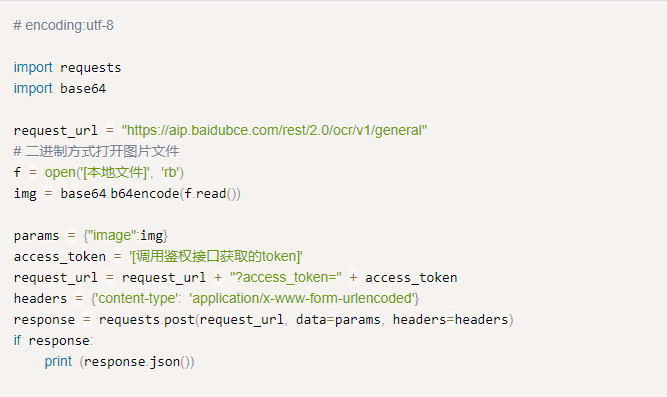 # encoding:utf-8
import requests
import base64
request_url = "https://aip.baidubce.com/rest/2.0/ocr/v1/general"
# 二进制方式打开图片文件
f = open('[本地文件]', 'rb')
img = base64.b64encode(f.read())
params = {"image":img}
access_token = '[调用鉴权接口获取的token]'
request_url = request_url + "?access_token=" + access_token
headers = {'content-type': 'application/x-www-form-urlencoded'}
response = requests.post(request_url, data=params, headers=headers)
if response:
    print (response.json())